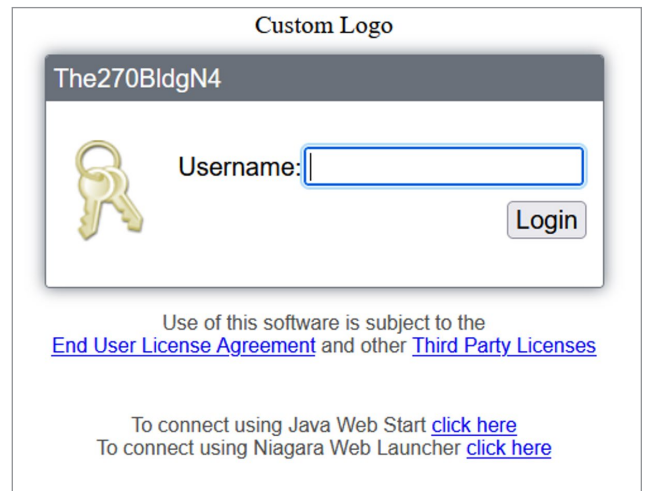 Custom Logo
The270BldgN4
Username:
Login
Use of this software is subject to the
End User License Agreement and other Third Party Licenses
To connect using Java Web Start click here
To connect using Niagara Web Launcher click here